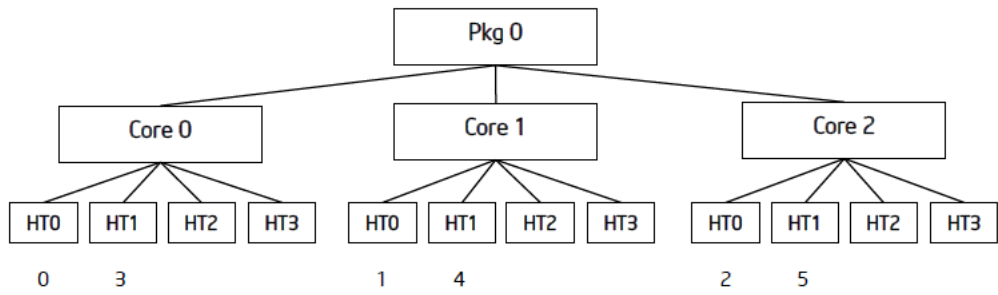 Pkg 0
Core 0 Core 1 Core 2
HT0 HT1 HT2 HT3 HT0 HT1 HT2 HT3 HT0 HT1 HT2 HT3
0 3 1 4 2 5